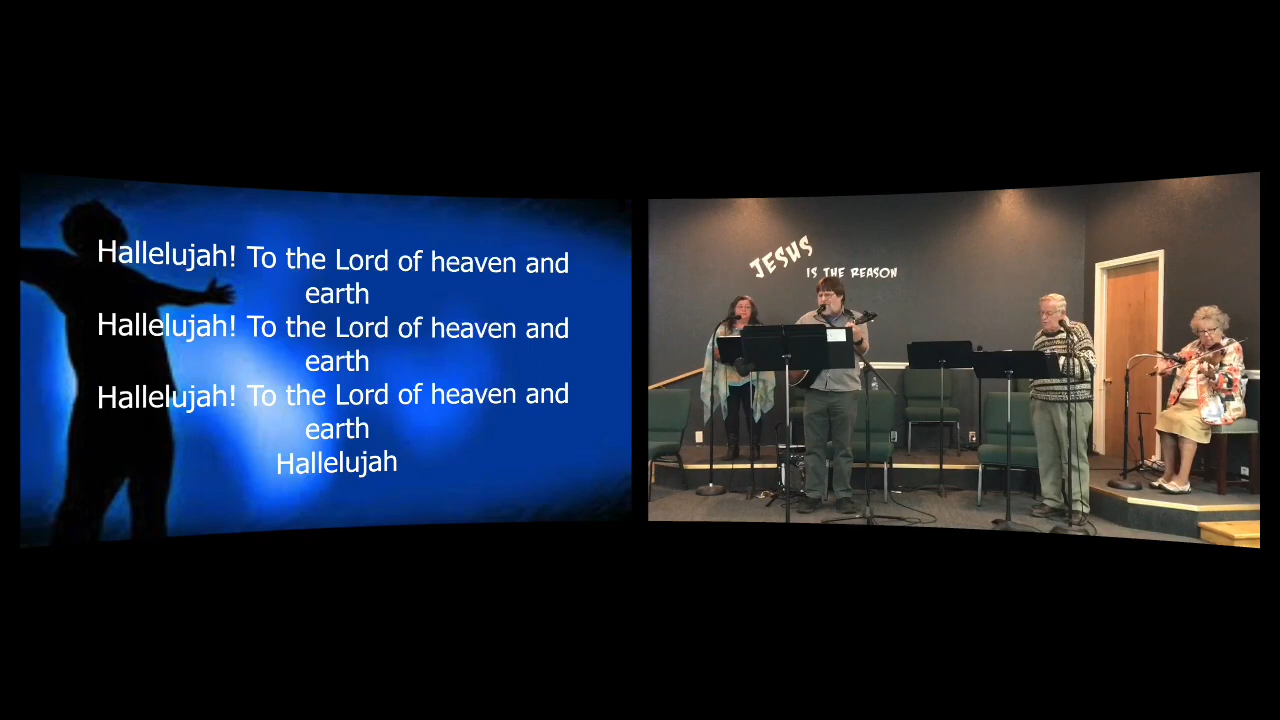 Hallelujah! To the Lord of heaven and
earth
Hallelujah! To the Lord of heaven and
earth
Hallelujah! To the Lord of heaven and
earth
Hallelujah
JESUS
IS THE REASON